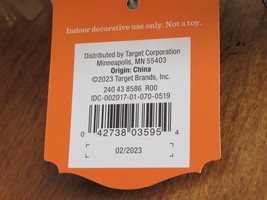 Indoor decorative use only. Not a toy.
Distributed by Target Corporation
Minneapolis, MN 55403
Origin: China
©2023 Target Brands, Inc.
240 43 8586 R00
IDC-002017-01-070-0519
0 42738 03595 4
02/2023